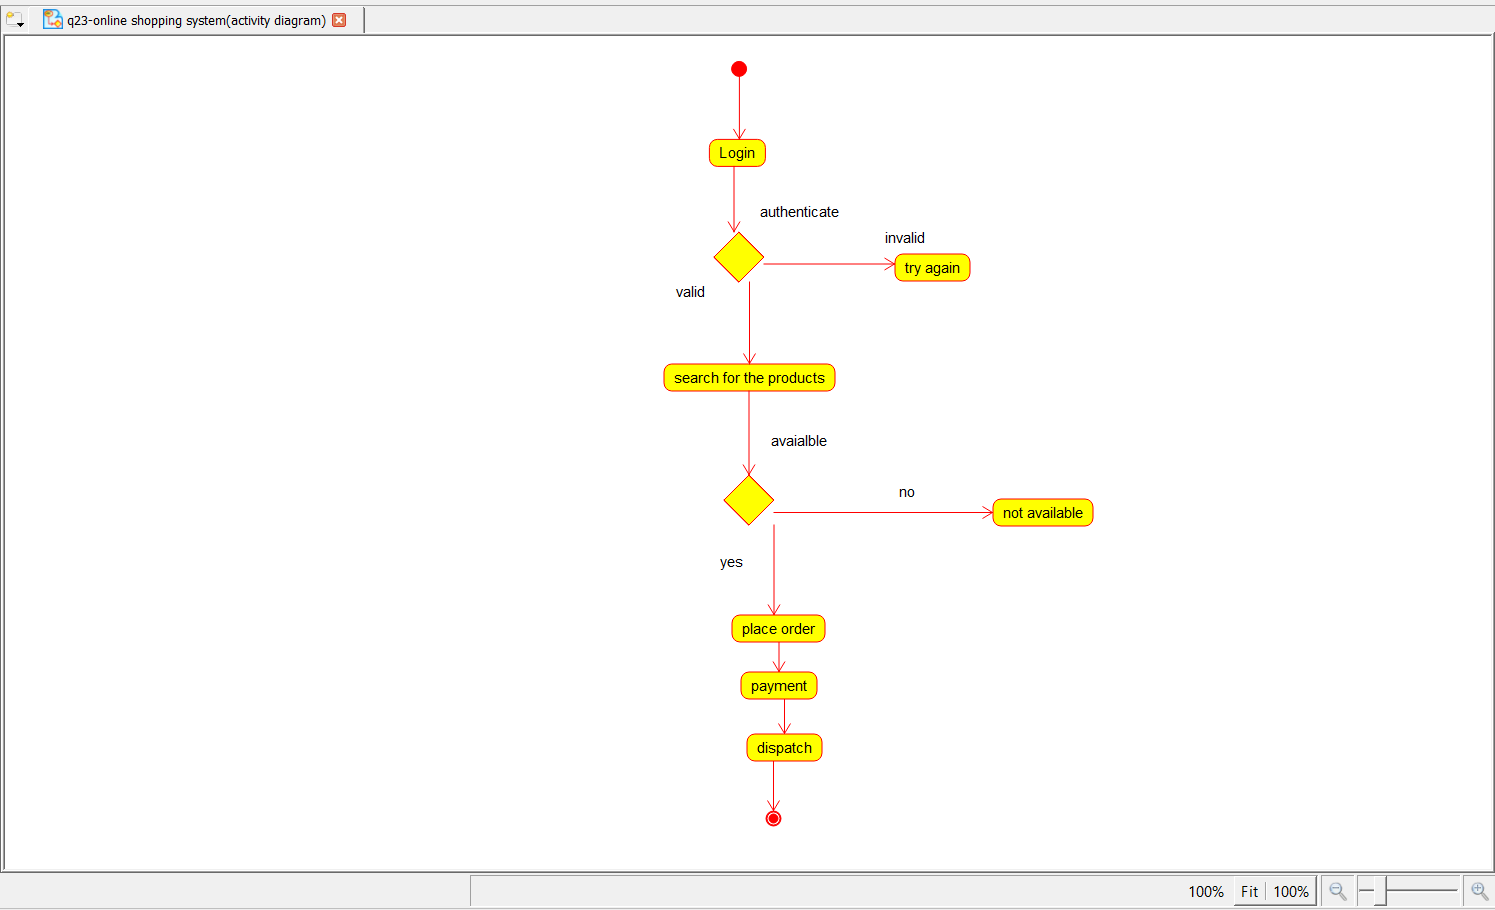 q23-online shopping system(activity diagram)
Login
authenticate
invalid
try again
valid
search for the products
avaialble
no
not available
yes
place order
payment
dispatch
100% Fit 100%